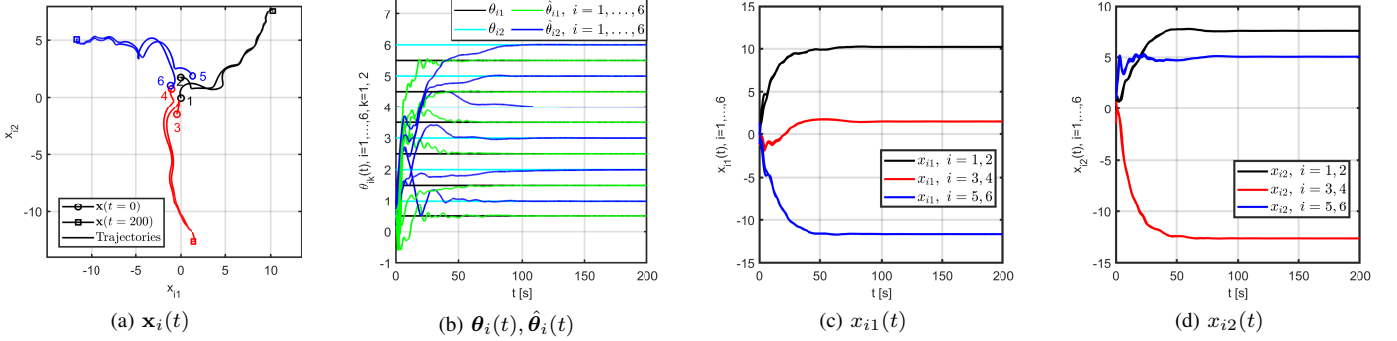 5
0
-5
-10
x_{i2}
-10
-5
0
5
10
x_{i1}
1
2
3
4
5
6
x(t = 0)
x(t = 200)
Trajectories
(a) x_i(t)
7
6
5
4
3
2
1
0
-1
θ_{ik}(t), i=1,...,6, k=1, 2
θ_{i1} θ̂_{i1}, i = 1, ..., 6
θ_{i2} θ̂_{i2}, i = 1, ..., 6
0
50
100
150
200
t [s]
(b) θ_i(t), θ̂_i(t)
15
10
5
0
-5
-10
-15
x_{i1}(t), i=1,...,6
x_{i1}, i = 1, 2
x_{i1}, i = 3, 4
x_{i1}, i = 5, 6
0
50
100
150
200
t [s]
(c) x_{i1}(t)
10
5
0
-5
-10
-15
x_{i2}(t), i=1,...,6
x_{i2}, i = 1, 2
x_{i2}, i = 3, 4
x_{i2}, i = 5, 6
0
50
100
150
200
t [s]
(d) x_{i2}(t)